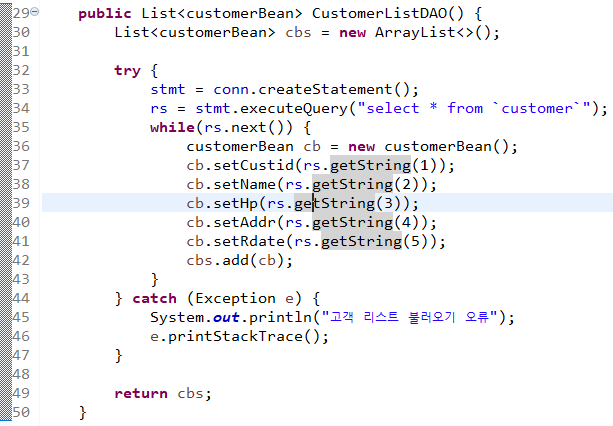 29 public List<customerBean> CustomerListDAO() {
30 List<customerBean> cbs = new ArrayList<>();
31
32 try {
33 stmt = conn.createStatement();
34 rs = stmt.executeQuery("select * from `customer`");
35 while(rs.next()) {
36 customerBean cb = new customerBean();
37 cb.setCustid(rs.getString(1));
38 cb.setName(rs.getString(2));
39 cb.setHp(rs.getString(3));
40 cb.setAddr(rs.getString(4));
41 cb.setRdate(rs.getString(5));
42 cbs.add(cb);
43 }
44 } catch (Exception e) {
45 System.out.println("고객 리스트 불러오기 오류");
46 e.printStackTrace();
47 }
48
49 return cbs;
50 }